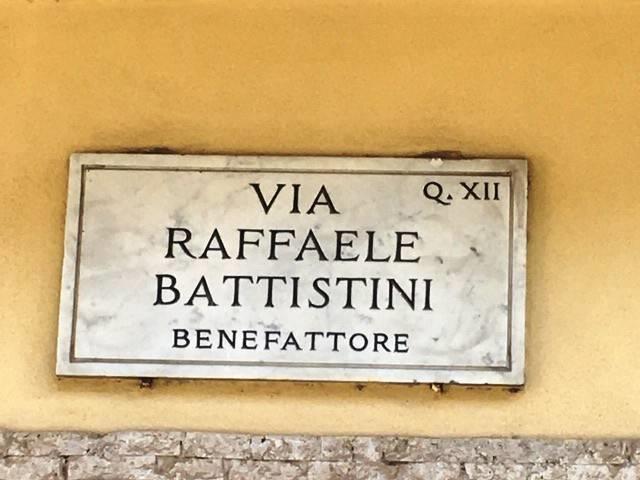 VIA
Q. XII
RAFFAELE
BATTISTINI
BENEFATTORE